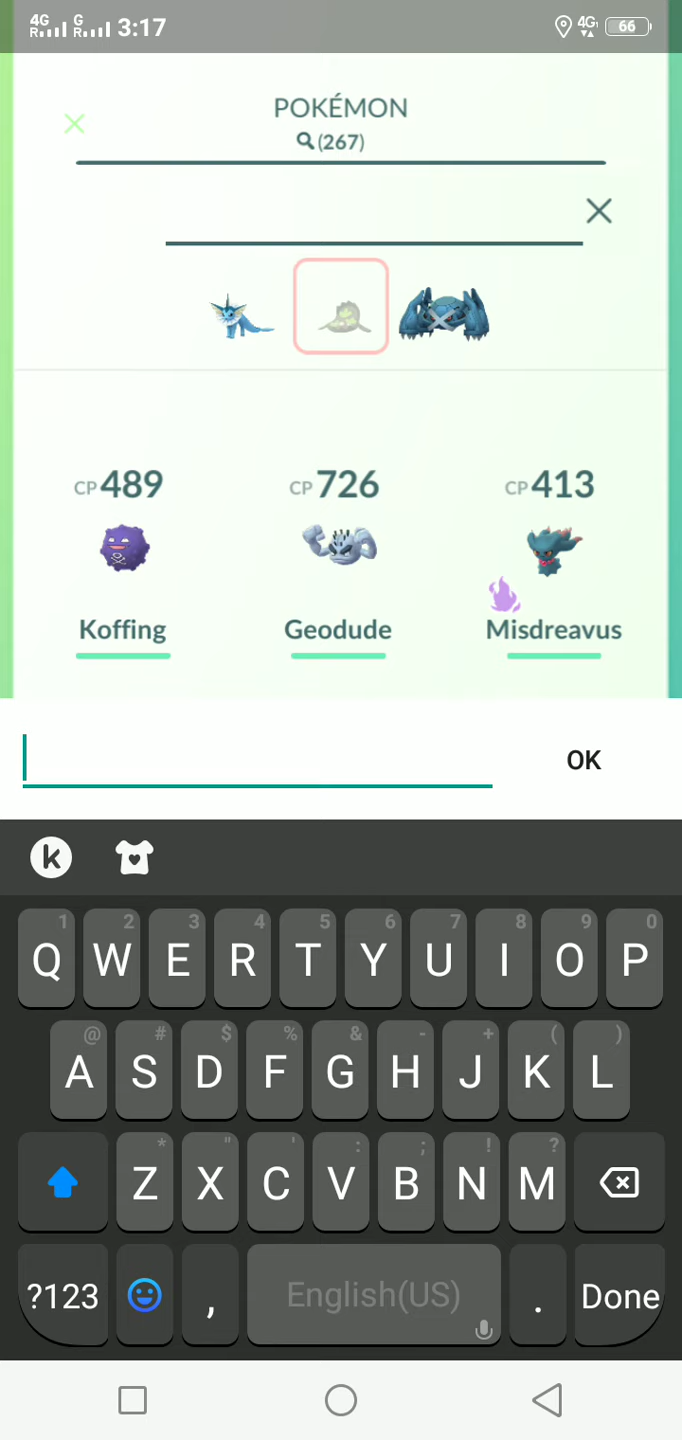 4G R G R 3:17 4G 66
POKÉMON
(267)
CP489 CP726 CP413
Koffing Geodude Misdreavus
OK
k
1 2 3 4 5 6 7 8 9 0
Q W E R T Y U I O P
@ # $ % & - + ( )
A S D F G H J K L
* " ' : ; ! ?
Z X C V B N M
?123 , English(US) . Done